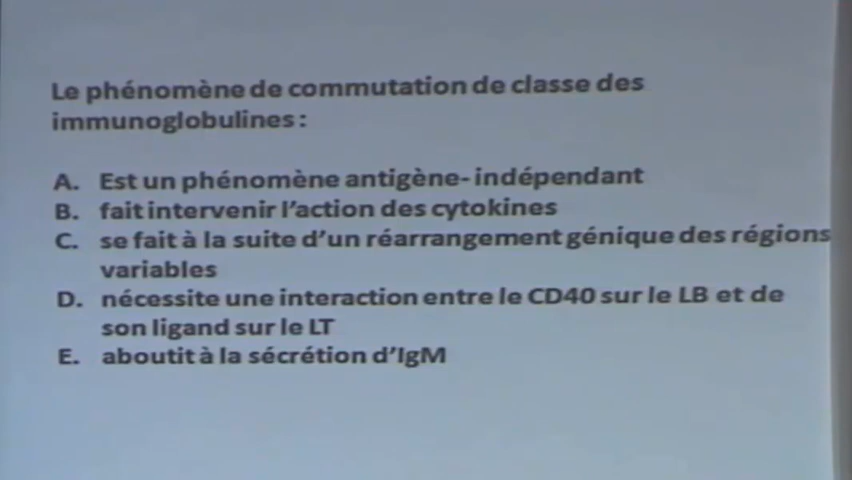 Le phénomène de commutation de classe des
immunoglobulines :
A. Est un phénomène antigène- indépendant
B. fait intervenir l'action des cytokines
C. se fait à la suite d'un réarrangement génique des régions
variables
D. nécessite une interaction entre le CD40 sur le LB et de
son ligand sur le LT
E. aboutit à la sécrétion d'IgM